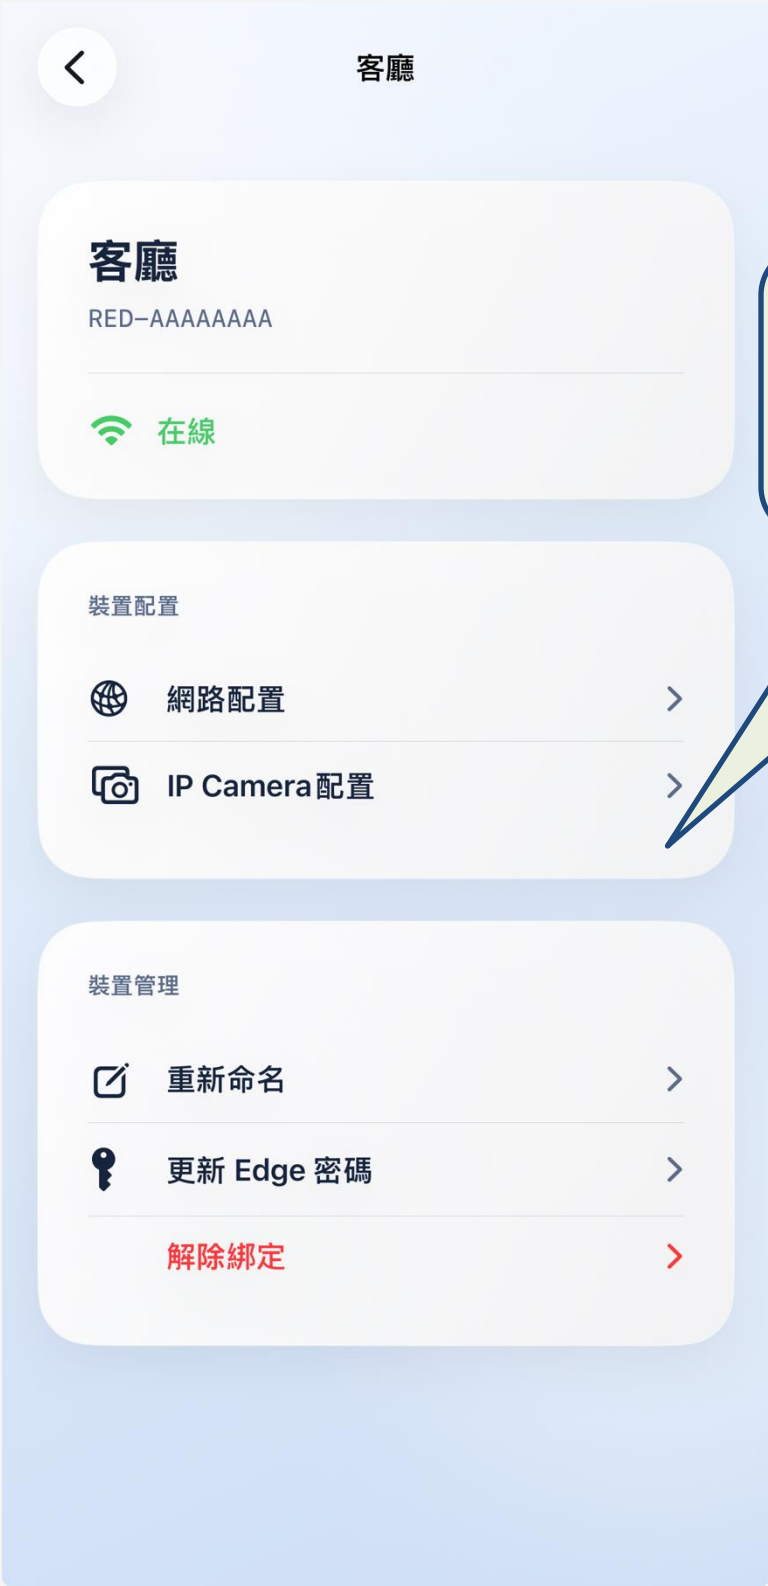 客廳
客廳
RED-AAAAAAAA
在線
裝置配置
網路配置
IP Camera配置
裝置管理
重新命名
更新 Edge 密碼
解除綁定